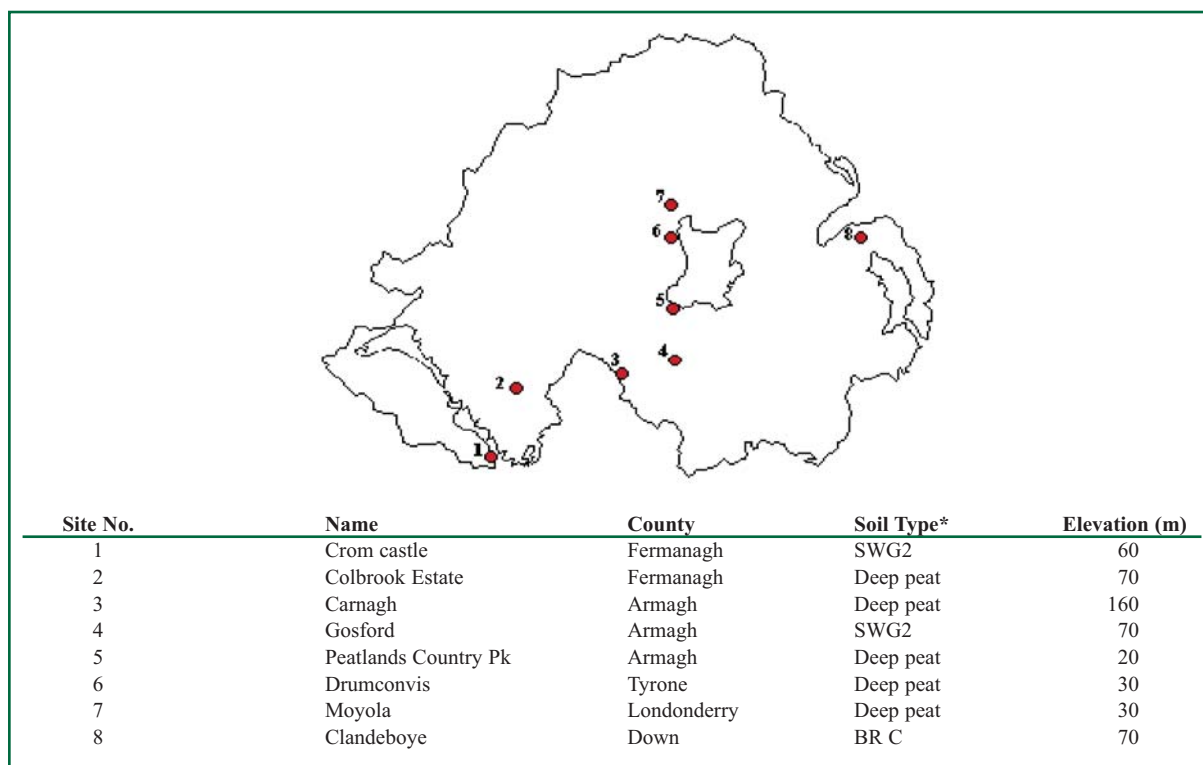 7
6
8
5
4
3
2
1
Site No. Name County Soil Type* Elevation (m)
1 Crom castle Fermanagh SWG2 60
2 Colbrook Estate Fermanagh Deep peat 70
3 Carnagh Armagh Deep peat 160
4 Gosford Armagh SWG2 70
5 Peatlands Country Pk Armagh Deep peat 20
6 Drumconvis Tyrone Deep peat 30
7 Moyola Londonderry Deep peat 30
8 Clandeboye Down BR C 70